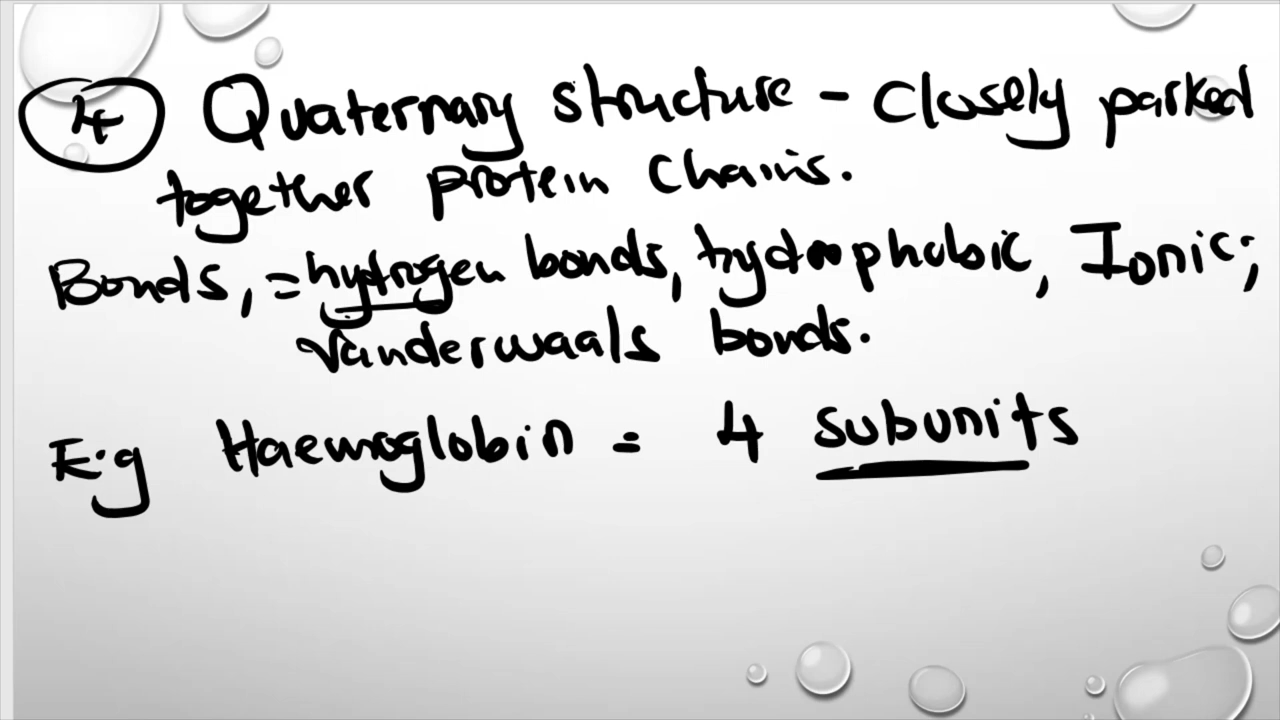 4 Quaternary structure - Closely parked
together protein chains.
Bonds, = hydrogen bonds, hydrophobic, Ionic;
Vanderwaals bonds.
E.g Haemoglobin = 4 subunits